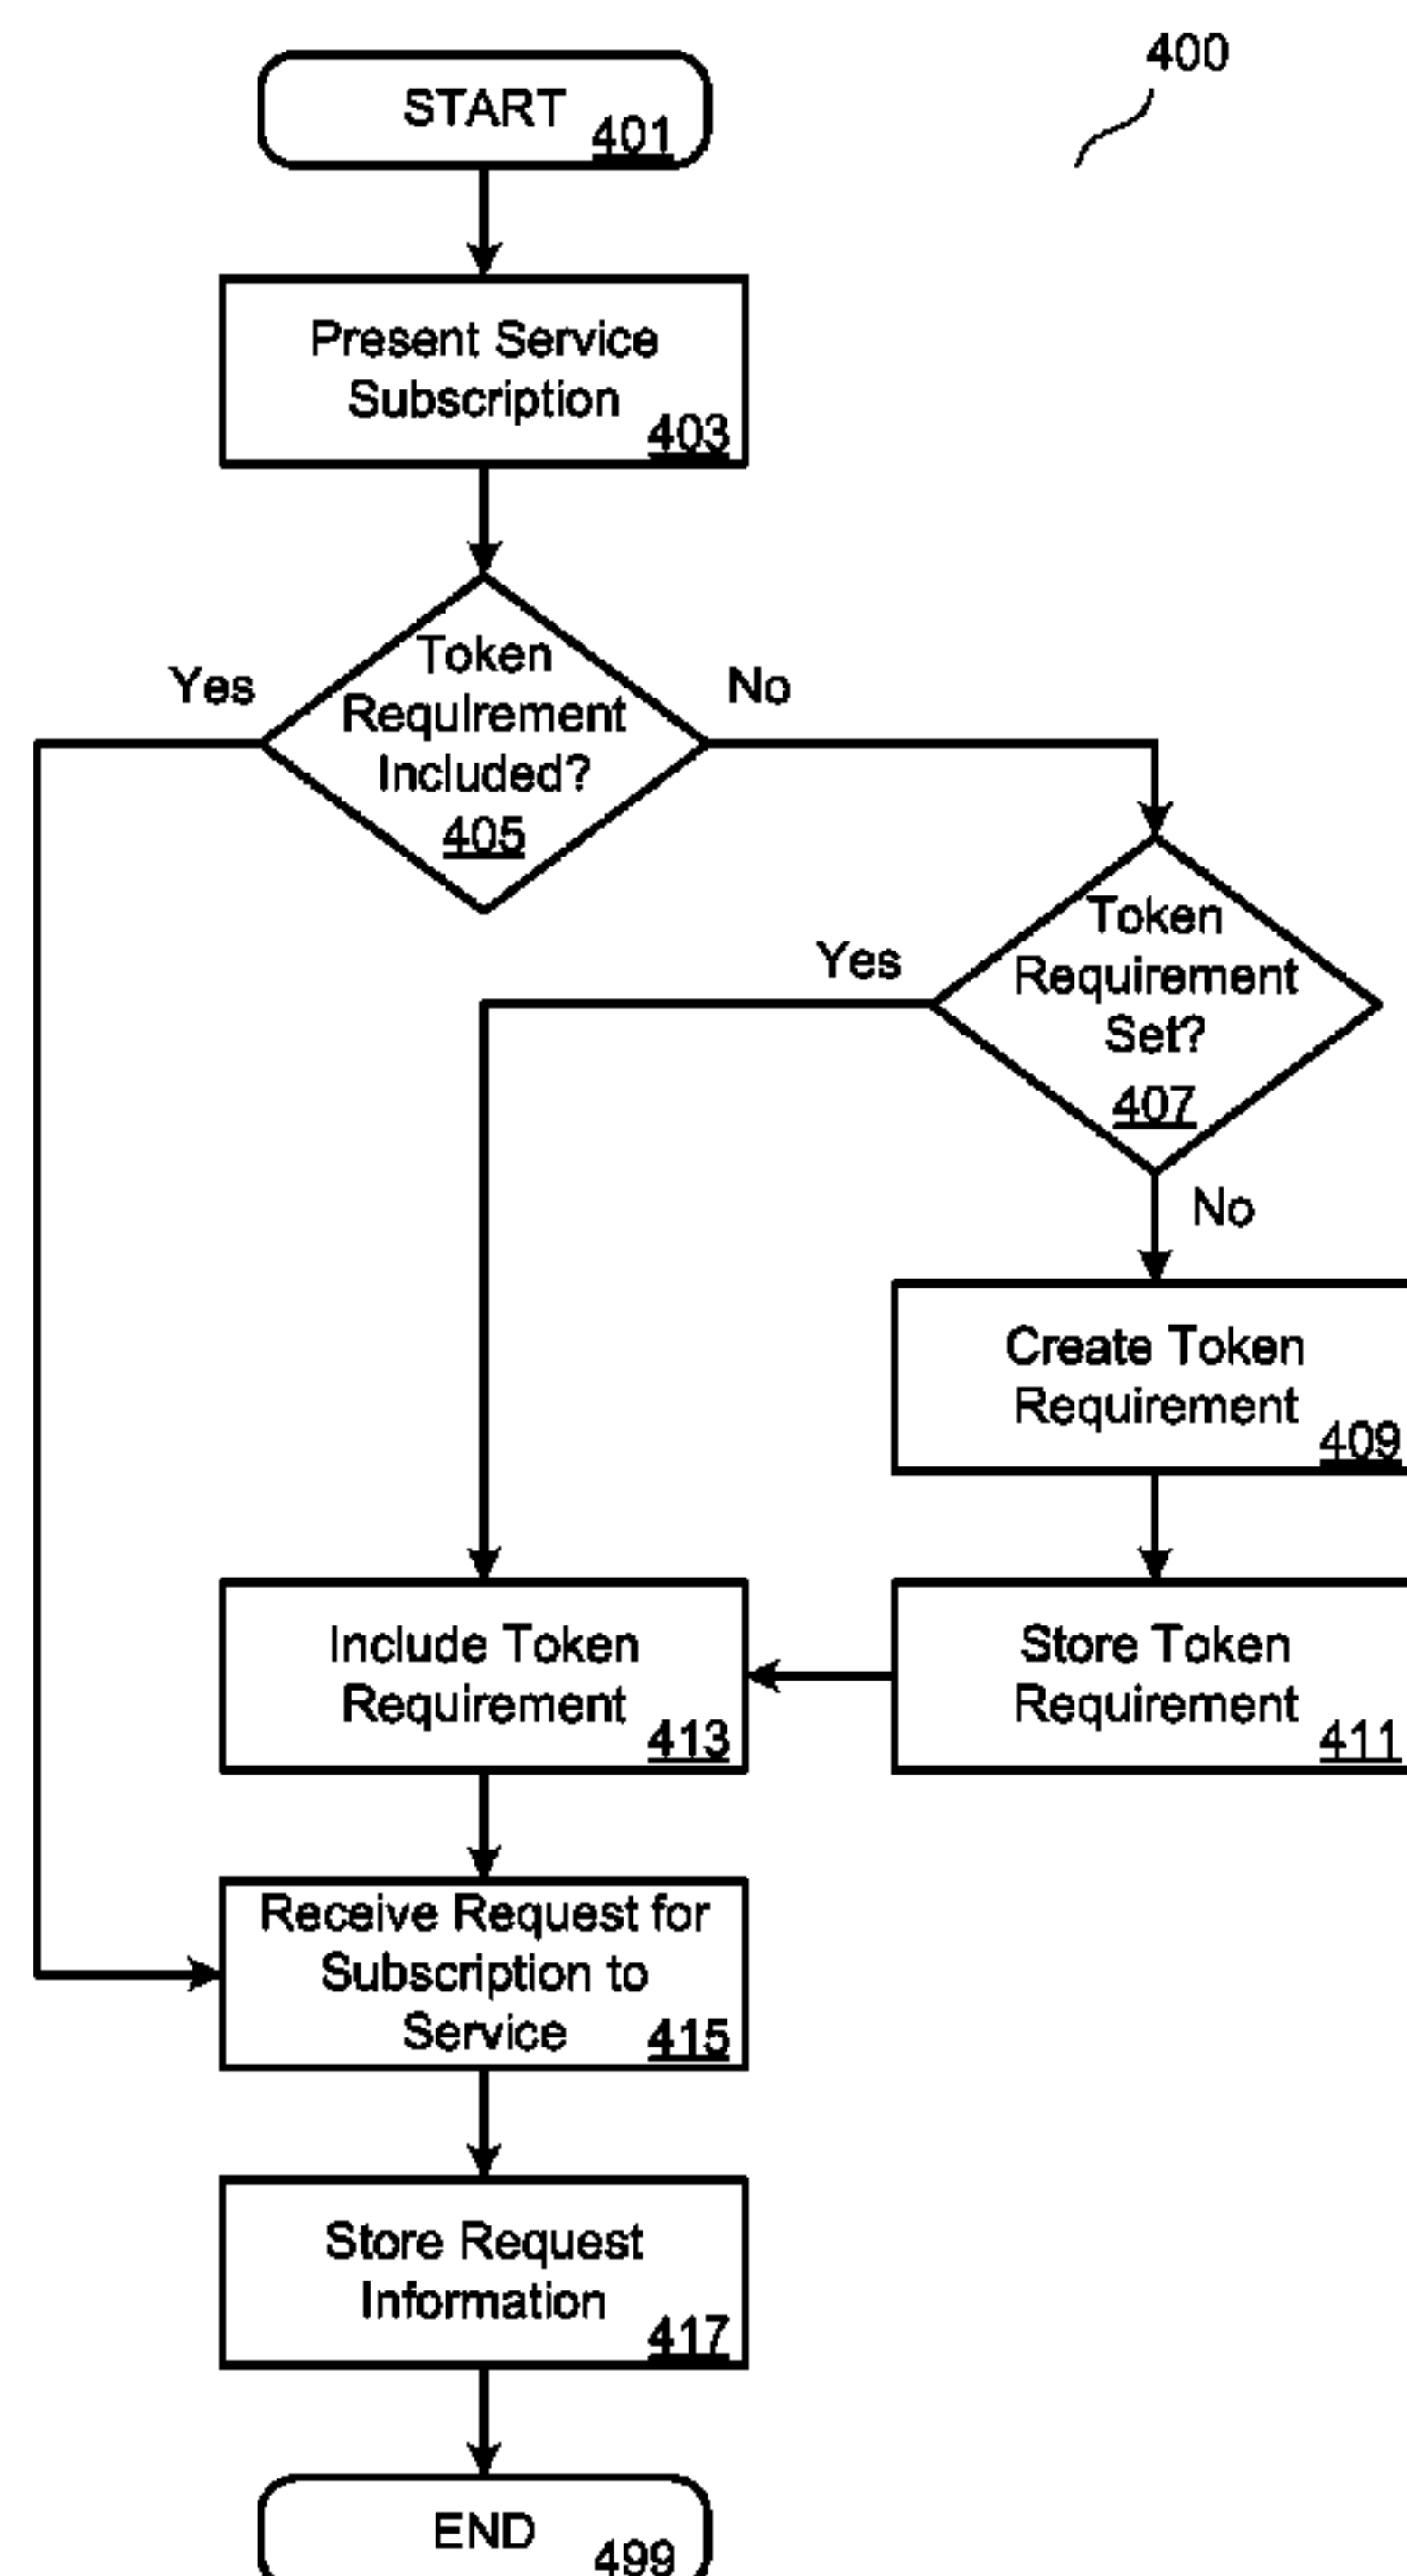 400
START
401
Present Service
Subscription
403
Token
Requirement
Included?
405
Yes
No
Token
Requirement
Set?
407
Yes
No
Create Token
Requirement
409
Include Token
Requirement
413
Store Token
Requirement
411
Receive Request for
Subscription to
Service
415
Store Request
Information
417
END
499